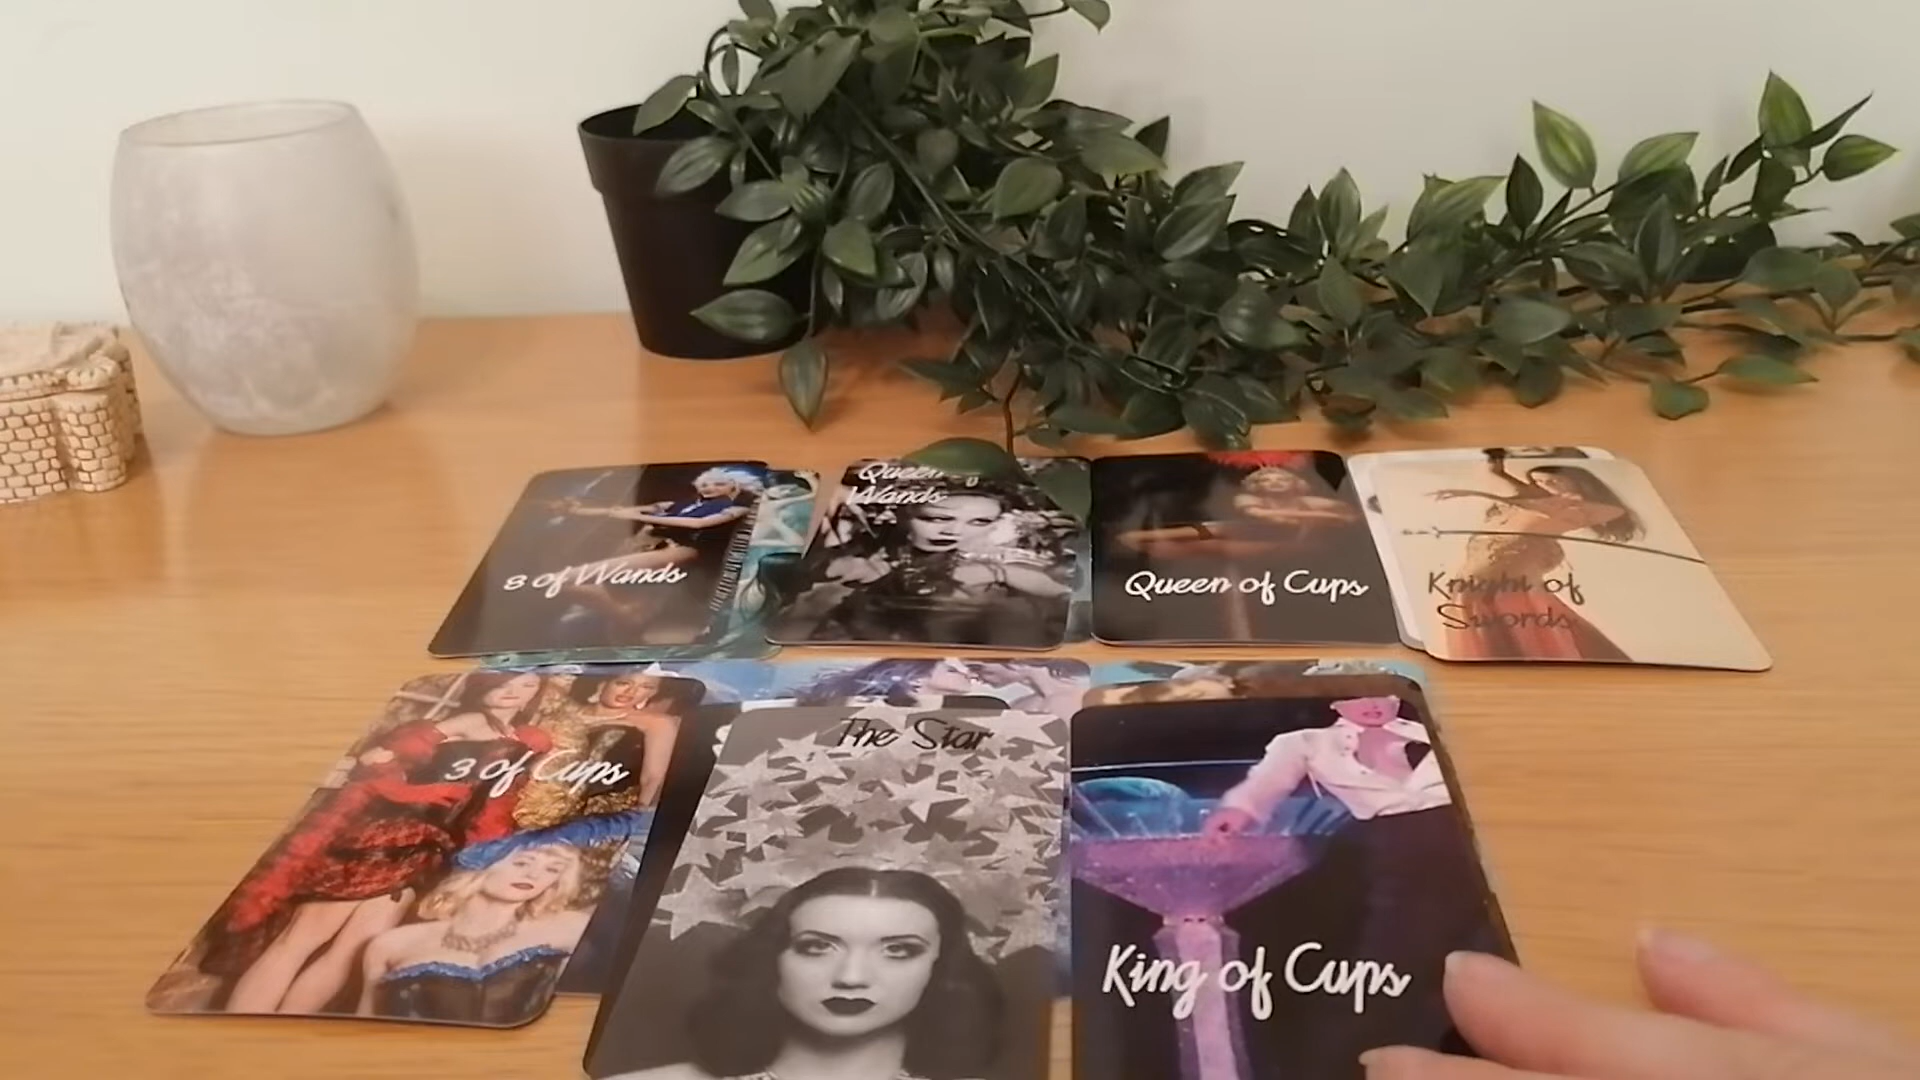 Queen of
Wands
8 of Wands
Queen of Cups
Knight of
Swords
The Star
3 of Cups
King of Cups